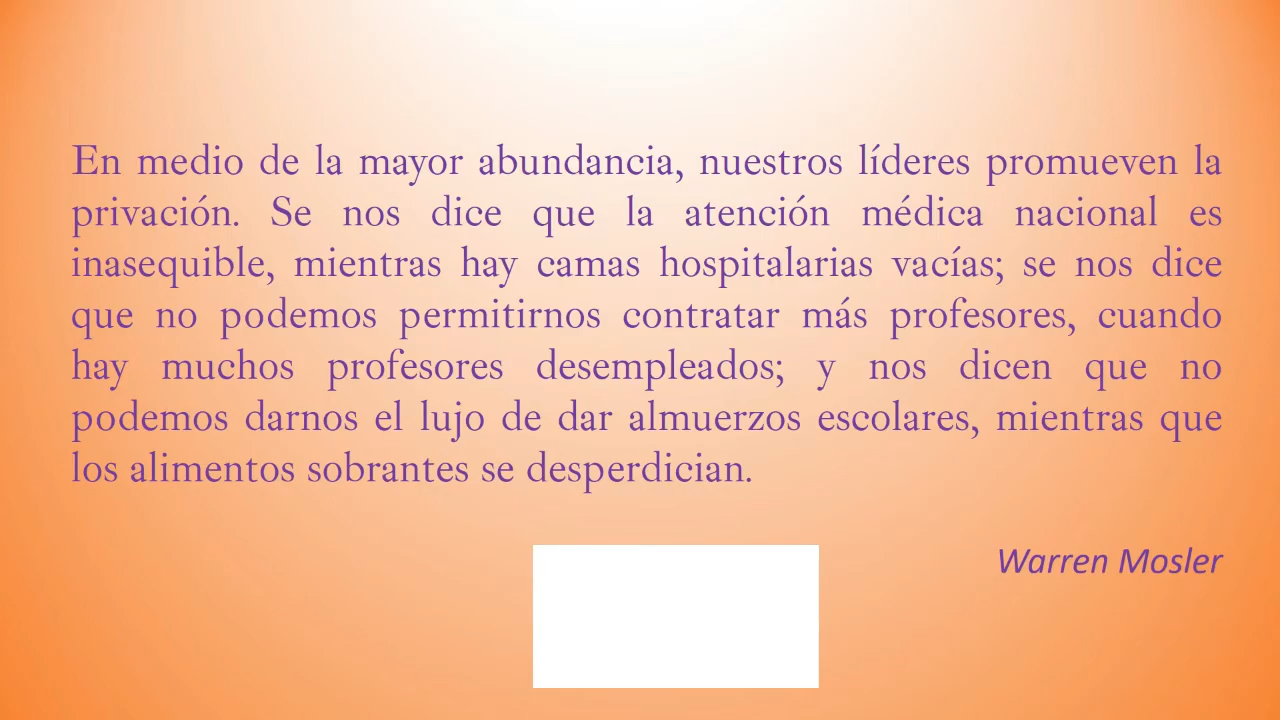 En medio de la mayor abundancia, nuestros líderes promueven la
privación. Se nos dice que la atención médica nacional es
inasequible, mientras hay camas hospitalarias vacías; se nos dice
que no podemos permitirnos contratar más profesores, cuando
hay muchos profesores desempleados; y nos dicen que no
podemos darnos el lujo de dar almuerzos escolares, mientras que
los alimentos sobrantes se desperdician.
Warren Mosler